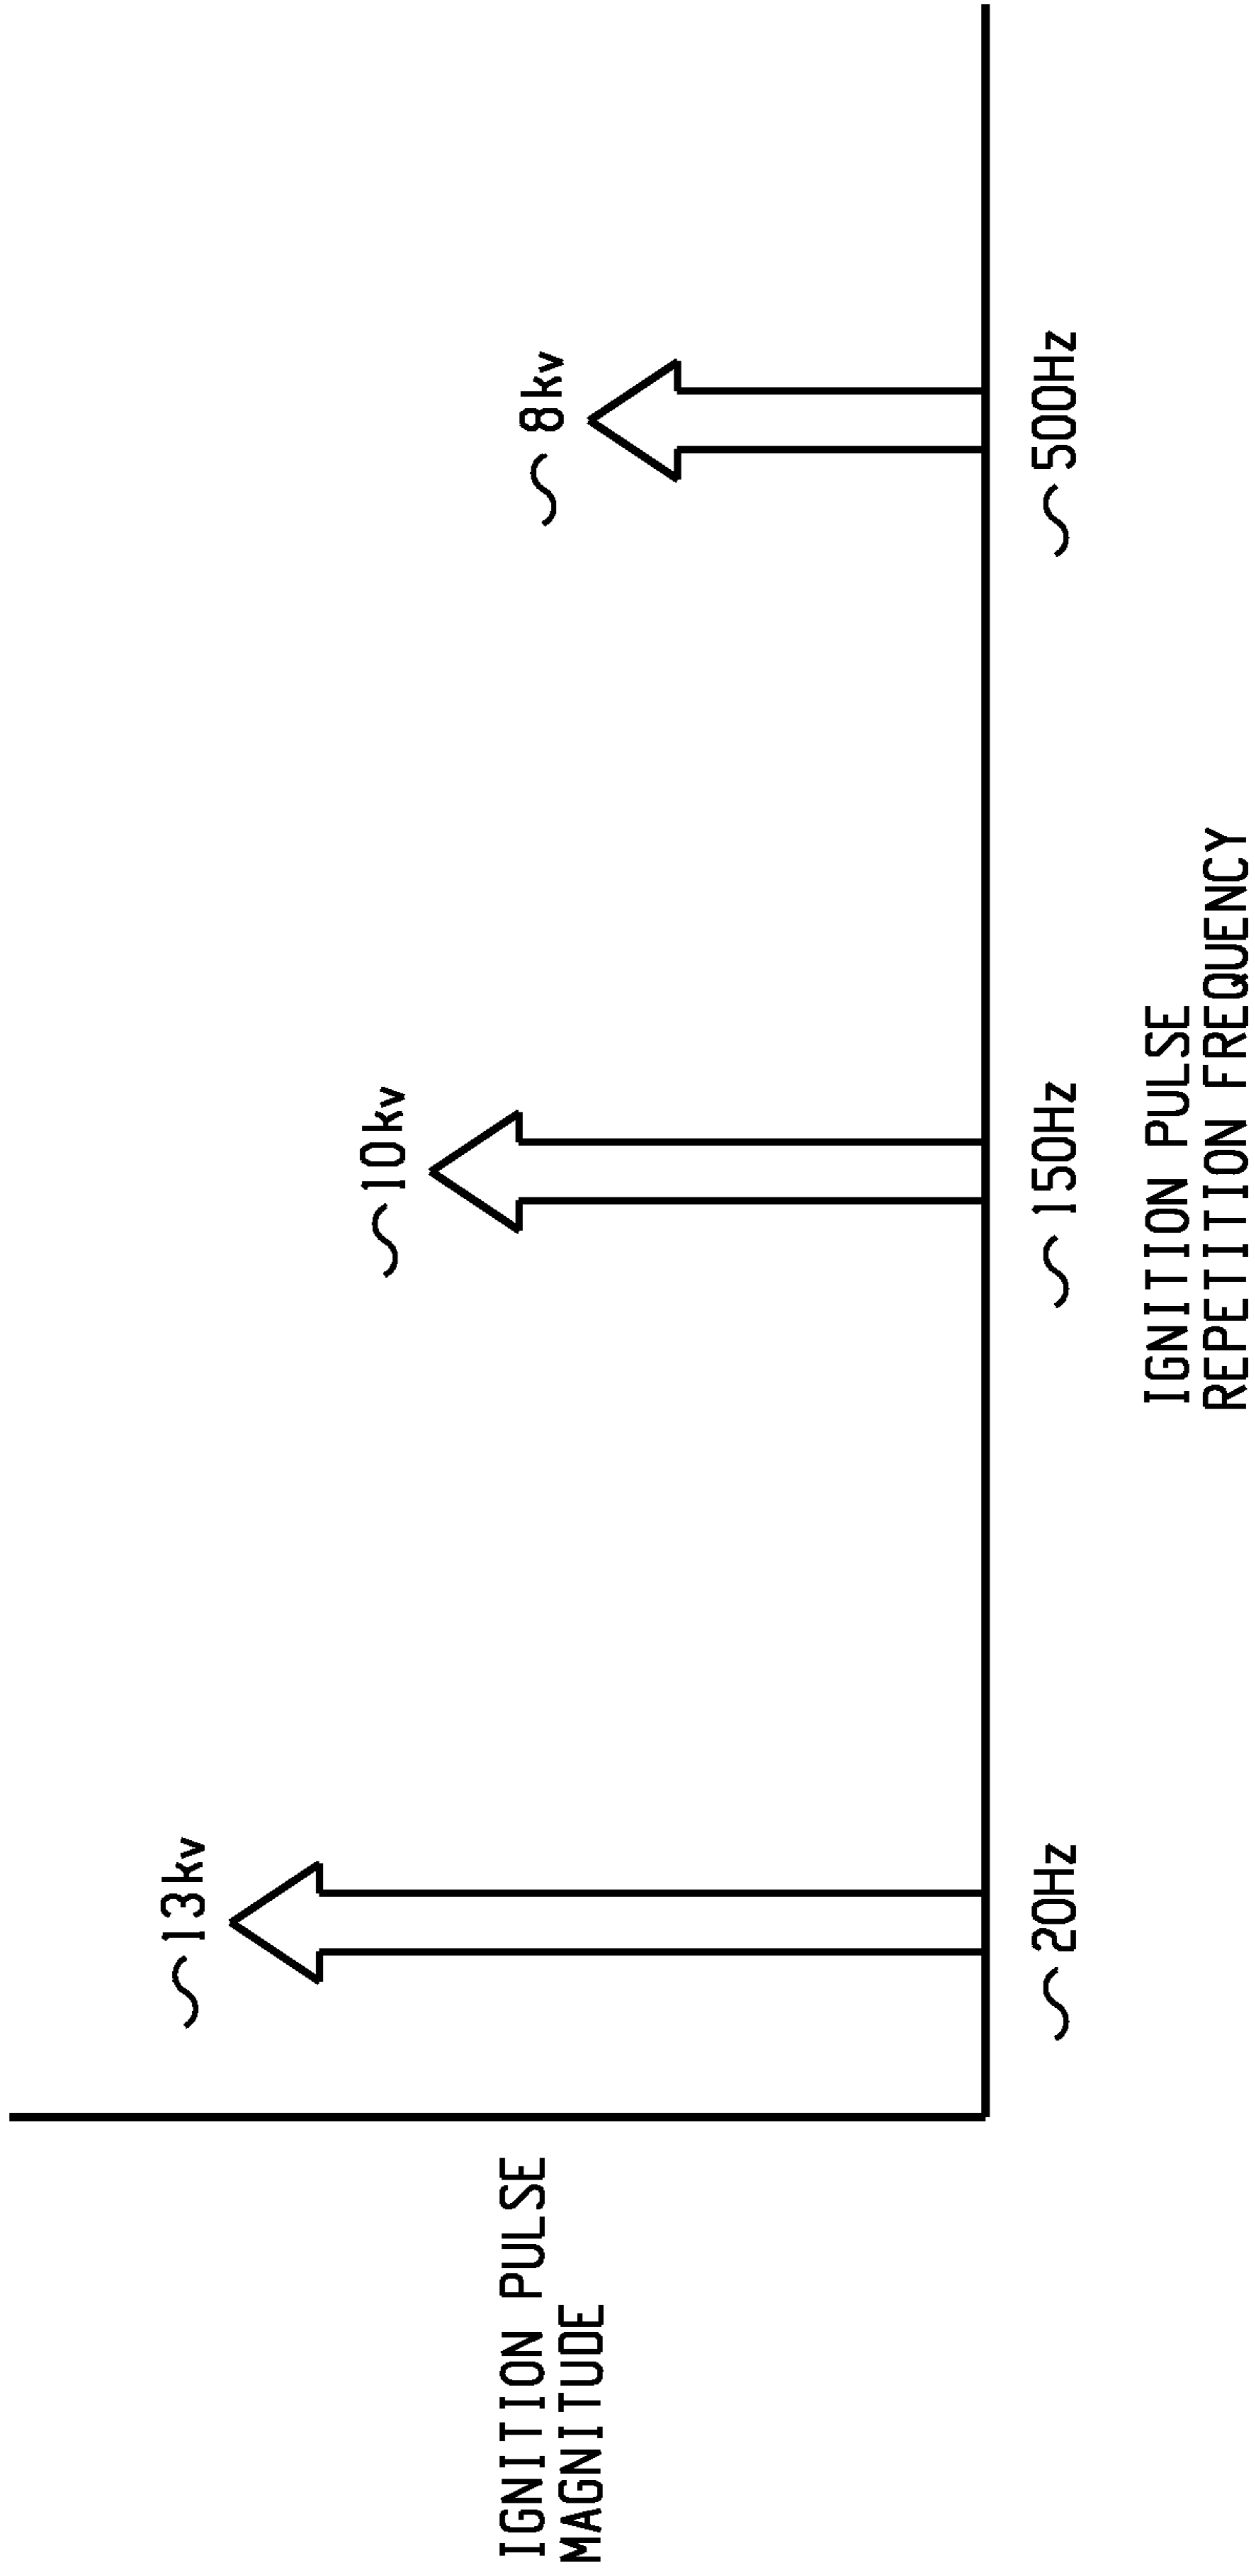 IGNITION PULSE
MAGNITUDE
~13kv
~10kv
~8kv
~20Hz
~150Hz
~500Hz
IGNITION PULSE
REPETITION FREQUENCY